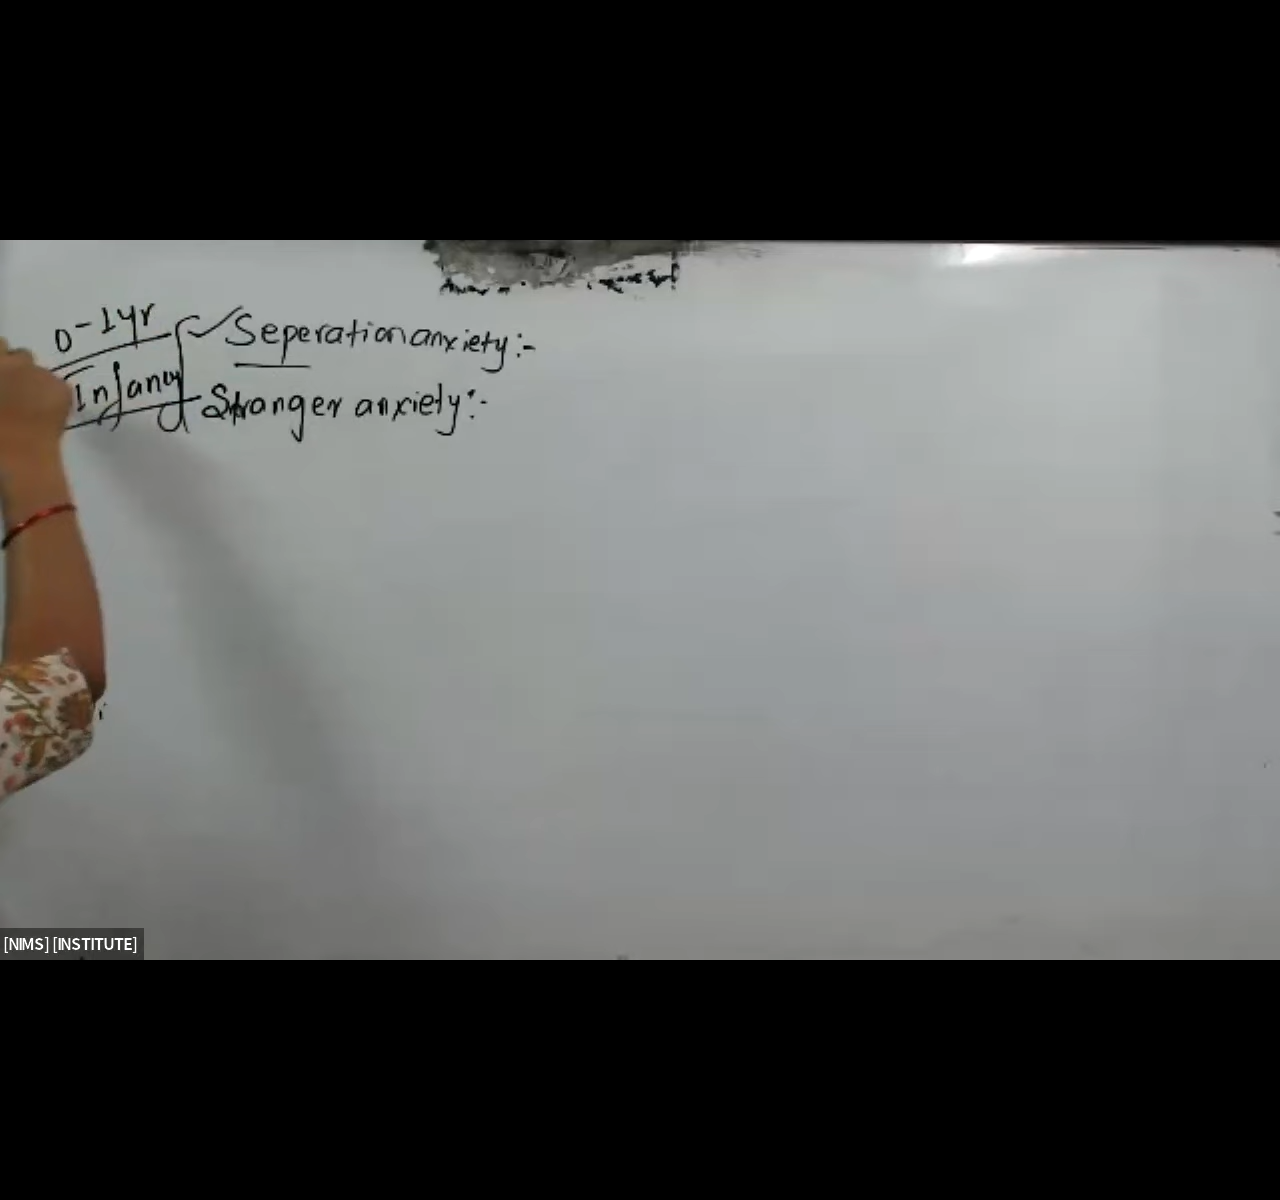 0-1yr
Infancy
Seperation anxiety:-
Stranger anxiety:-
[NIMS] [INSTITUTE]